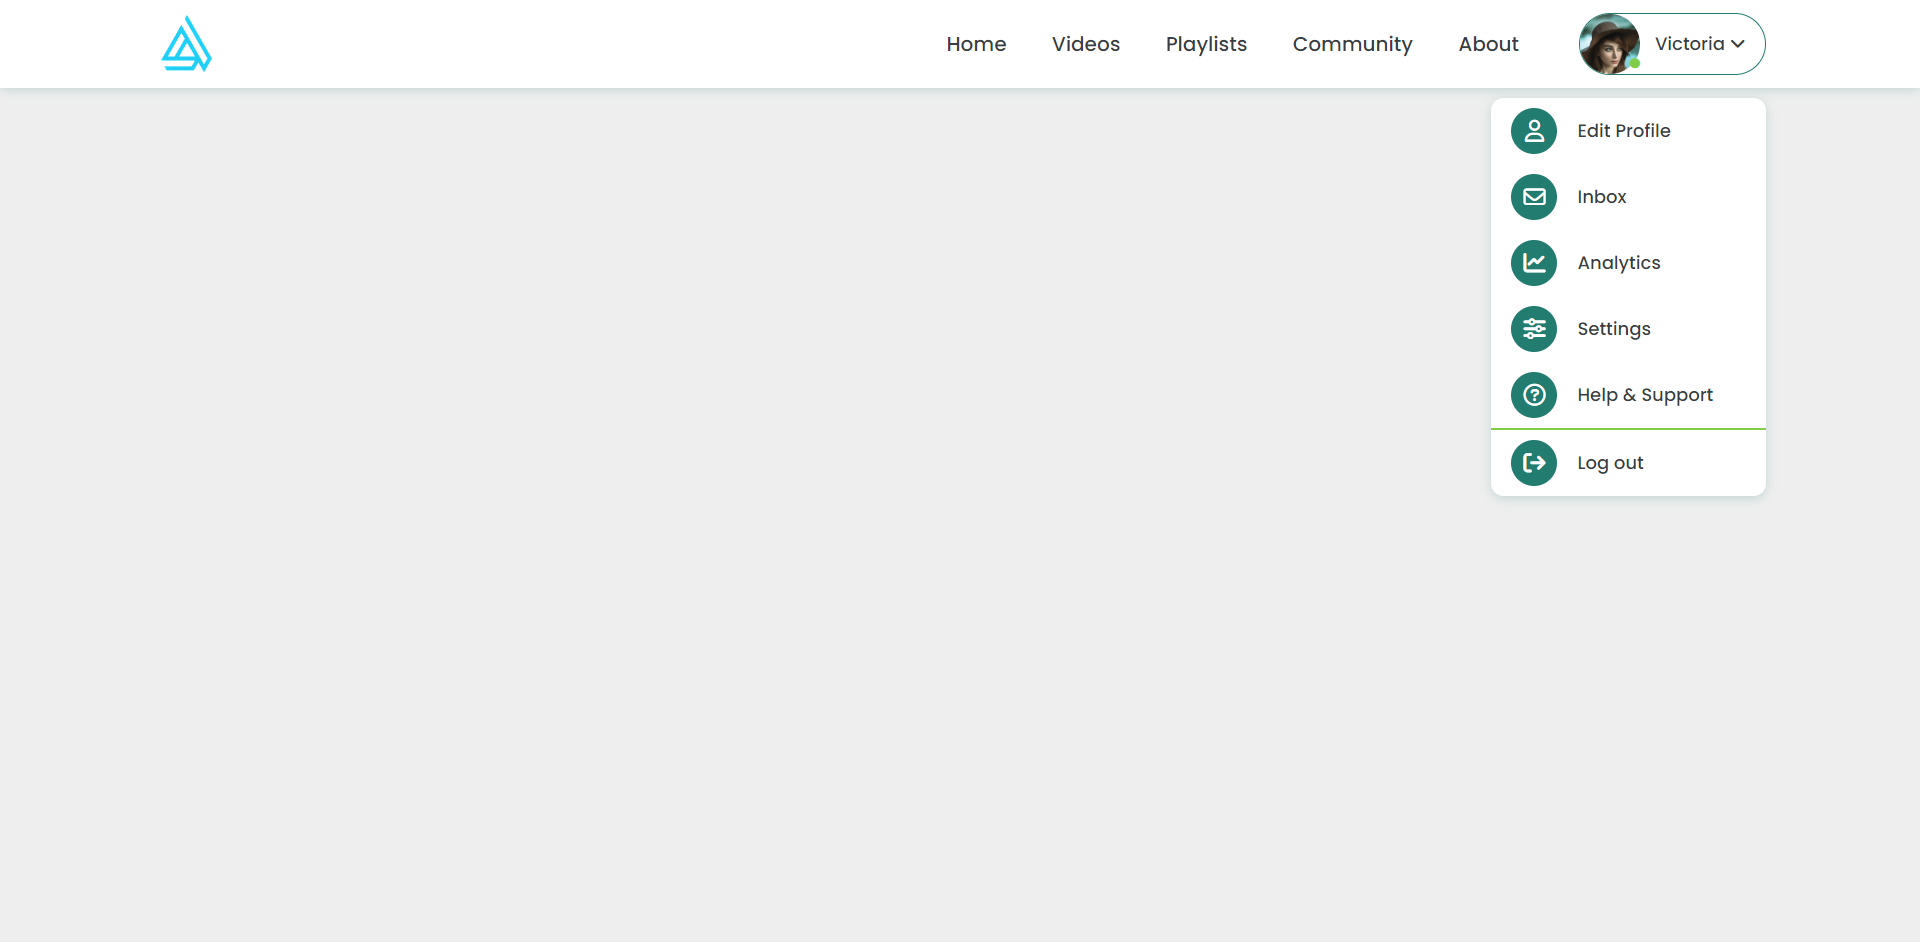 Home Videos Playlists Community About Victoria
Edit Profile
Inbox
Analytics
Settings
Help & Support
Log out